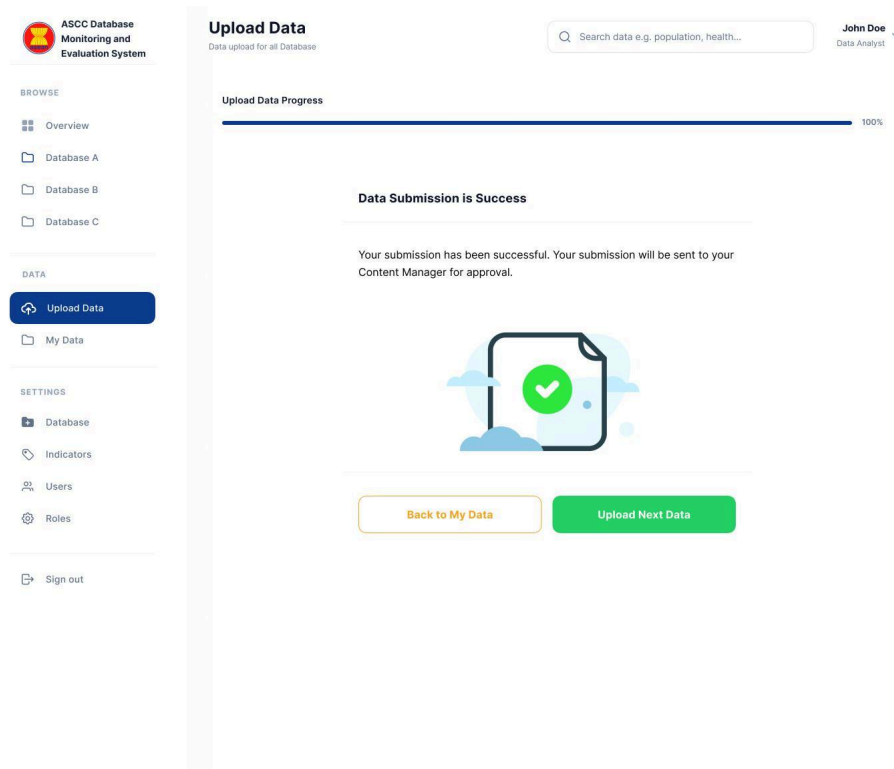 ASCC Database
Monitoring and
Evaluation System
BROWSE
Overview
Database A
Database B
Database C
DATA
Upload Data
My Data
SETTINGS
Database
Indicators
Users
Roles
Sign out
Upload Data
Data upload for all Database
Search data e.g. population, health...
John Doe
Data Analyst
Upload Data Progress
100%
Data Submission is Success
Your submission has been successful. Your submission will be sent to your
Content Manager for approval.
Back to My Data
Upload Next Data